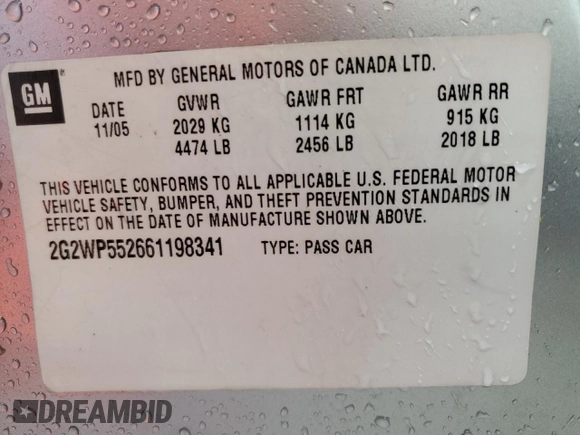 GM
MFD BY GENERAL MOTORS OF CANADA LTD.
DATE GVWR GAWR FRT GAWR RR
11/05 2029 KG 1114 KG 915 KG
4474 LB 2456 LB 2018 LB
THIS VEHICLE CONFORMS TO ALL APPLICABLE U.S. FEDERAL MOTOR
VEHICLE SAFETY, BUMPER, AND THEFT PREVENTION STANDARDS IN
EFFECT ON THE DATE OF MANUFACTURE SHOWN ABOVE.
2G2WP552661198341 TYPE: PASS CAR
DREAMBID